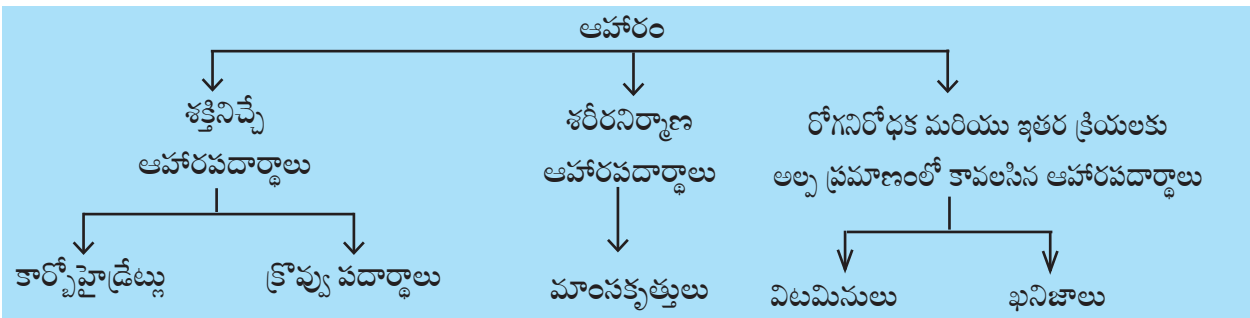 ఆహారం
శక్తినిచ్చే
ఆహారపదార్థాలు
శరీరనిర్మాణ
ఆహారపదార్థాలు
రోగనిరోధక మరియు ఇతర క్రియలకు
అల్ప ప్రమాణంలో కావలసిన ఆహారపదార్థాలు
కార్బోహైడ్రేట్లు
క్రొవ్వు పదార్థాలు
మాంసకృత్తులు
విటమినులు
ఖనిజాలు